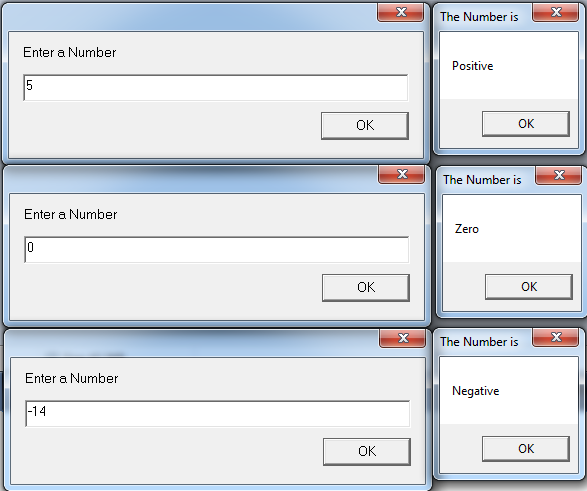 Enter a Number
5
OK
The Number is
Positive
OK
Enter a Number
0
OK
The Number is
Zero
OK
Enter a Number
-14
OK
The Number is
Negative
OK